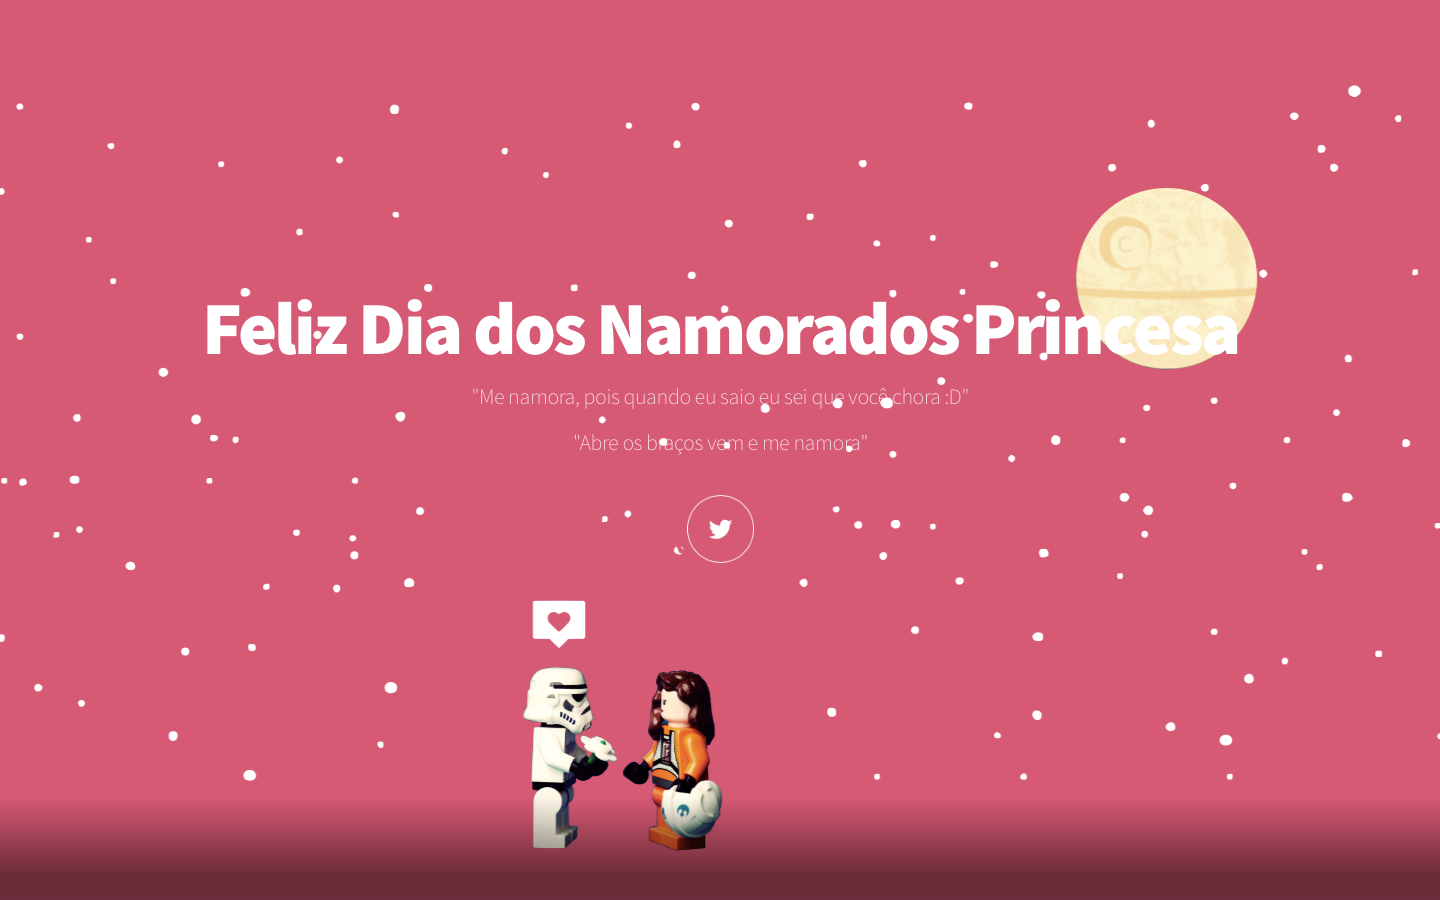 Feliz Dia dos Namorados Princesa
"Me namora, pois quando eu saio eu sei que você chora :D"
"Abre os braços vem e me namora"